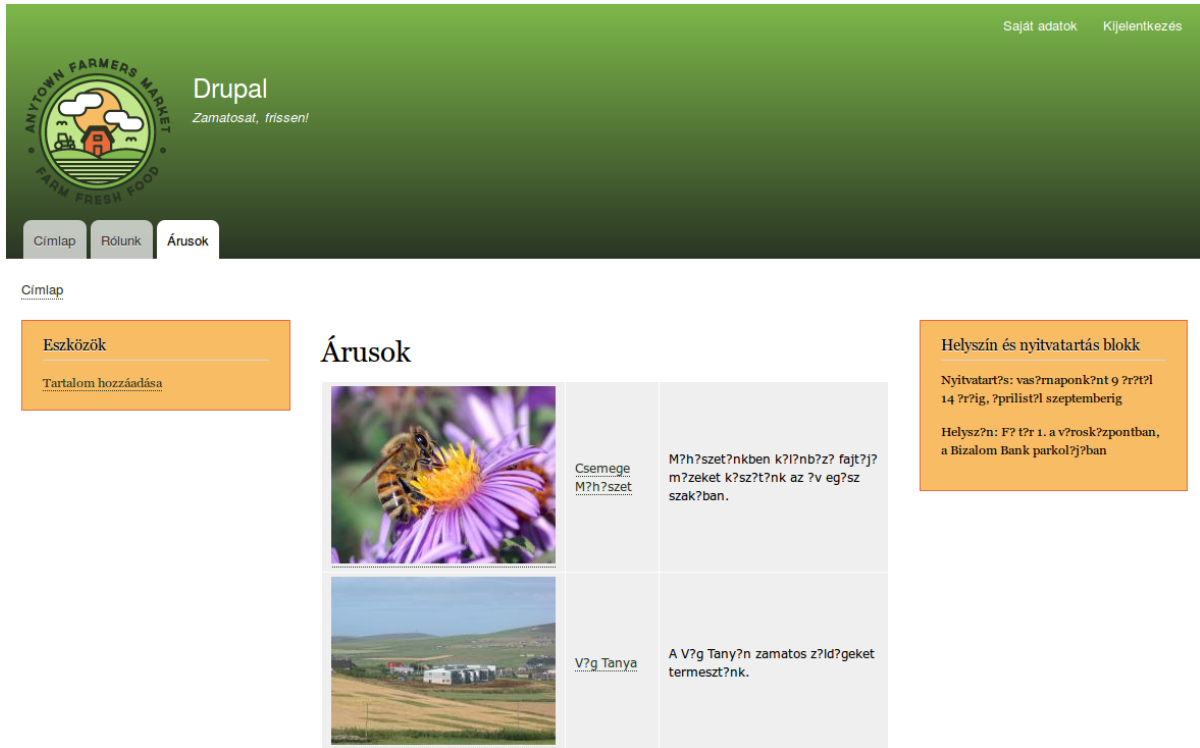 Saját adatok Kijelentkezés
ANYTOWN FARMERS MARKET
FARM FRESH FOOD
Drupal
Zamatosat, frissen!
Címlap Rólunk Árusok
Címlap
Eszközök
Tartalom hozzáadása
Árusok
Csemege
M?h?szet
M?h?szet?nkben k?l?nb?z? fajt?j?
m?zeket k?sz?t?nk az ?v eg?sz
szak?ban.
V?g Tanya
A V?g Tany?n zamatos z?ld?geket
termeszt?nk.
Helyszín és nyitvatartás blokk
Nyitvatart?s: vas?rnaponk?nt 9 ?r?t?l
14 ?r?ig, ?prilist?l szeptemberig
Helysz?n: F? t?r 1. a v?rosk?zpontban,
a Bizalom Bank parkol?j?ban